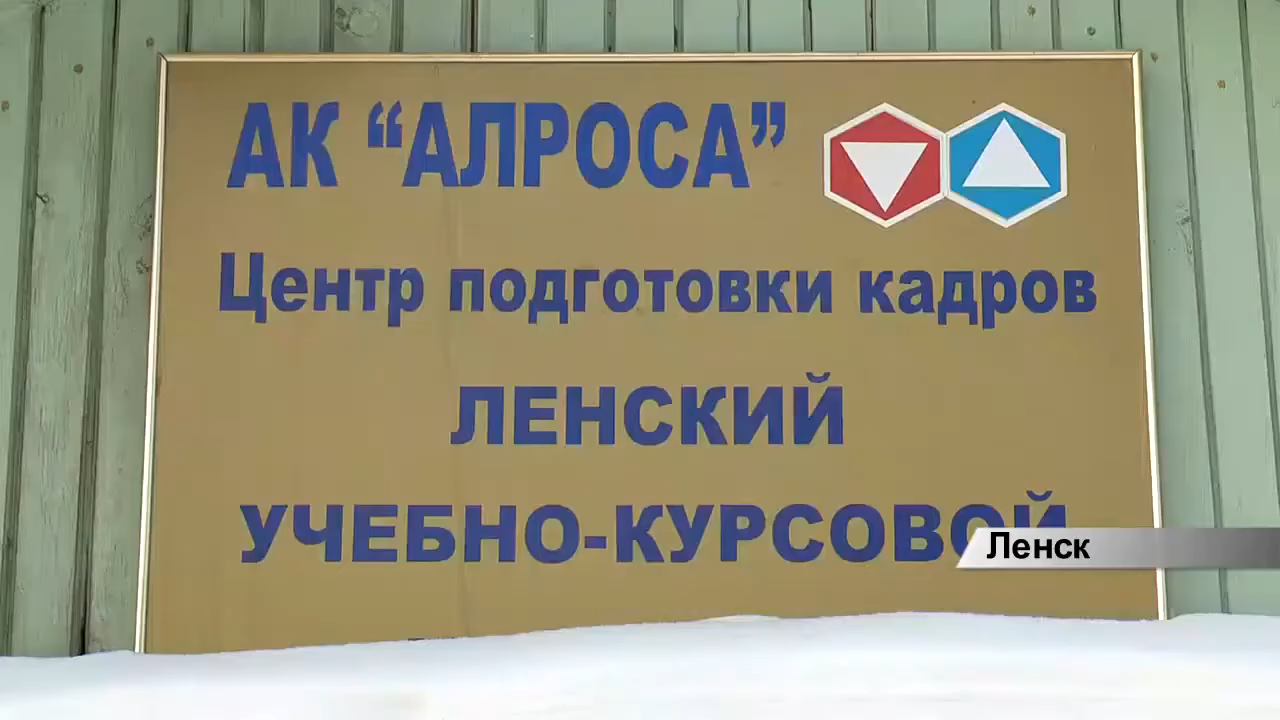 АК “АЛРОСА”
Центр подготовки кадров
ЛЕНСКИЙ
УЧЕБНО-КУРСОВОЙ
Ленск